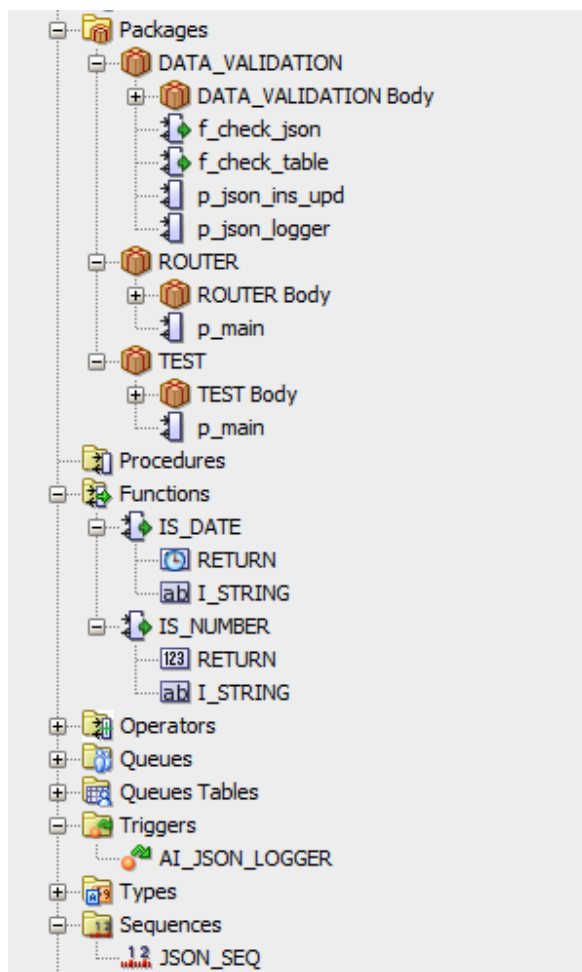 Packages
DATA_VALIDATION
DATA_VALIDATION Body
f_check_json
f_check_table
p_json_ins_upd
p_json_logger
ROUTER
ROUTER Body
p_main
TEST
TEST Body
p_main
Procedures
Functions
IS_DATE
RETURN
I_STRING
IS_NUMBER
RETURN
I_STRING
Operators
Queues
Queues Tables
Triggers
AI_JSON_LOGGER
Types
Sequences
JSON_SEQ